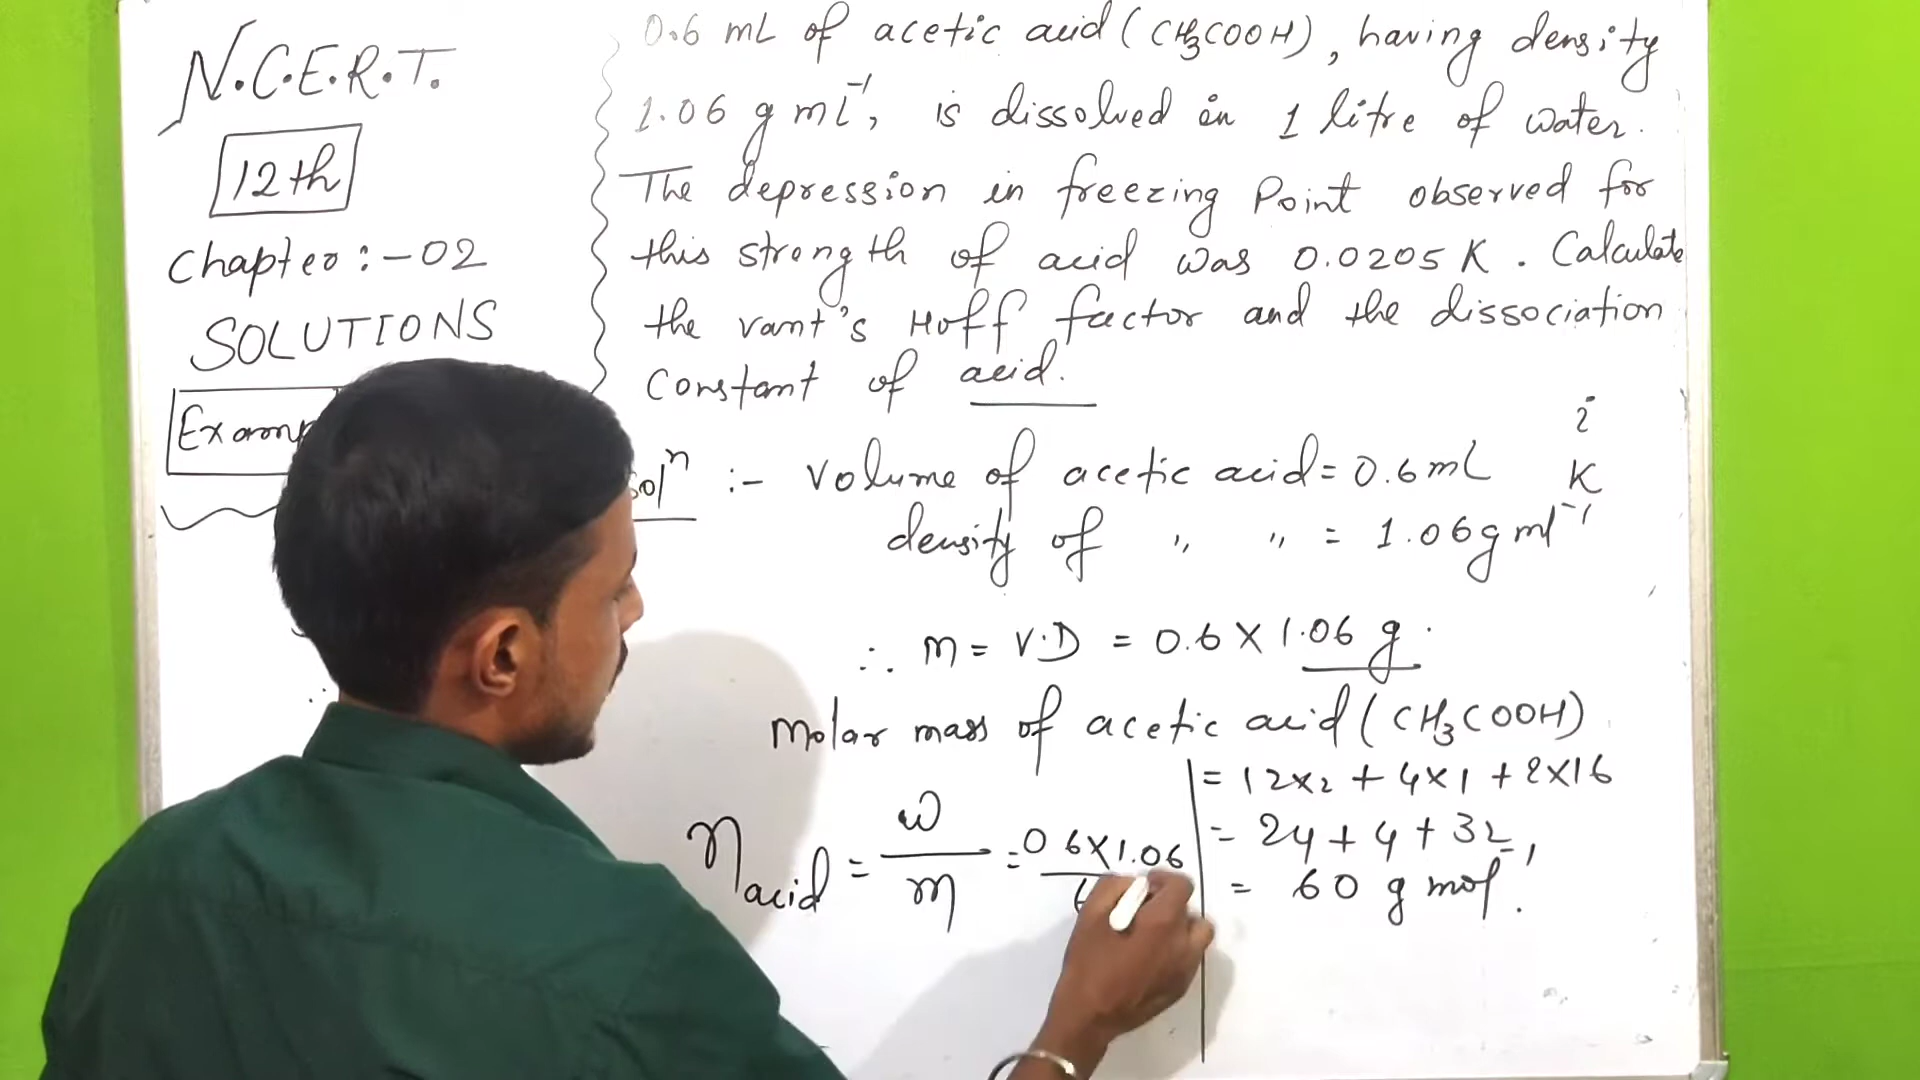 N.C.E.R.T.
12th
Chapter :- 02
SOLUTIONS
0.6 mL of acetic acid (CH₃COOH), having density
1.06 g ml⁻¹, is dissolved in 1 litre of water.
The depression in freezing Point observed for
this strength of acid was 0.0205 K. Calculate
the vant's Hoff factor and the dissociation
Constant of acid.
solⁿ :- Volume of acetic acid = 0.6 mL
i
K
density of " " = 1.06 g ml⁻¹
∴ m = V.D = 0.6 × 1.06 g.
Molar mass of acetic acid (CH₃COOH)
= 12×2 + 4×1 + 2×16
= 24 + 4 + 32
= 60 g mol⁻¹.
n acid = w/m = 0.6×1.06